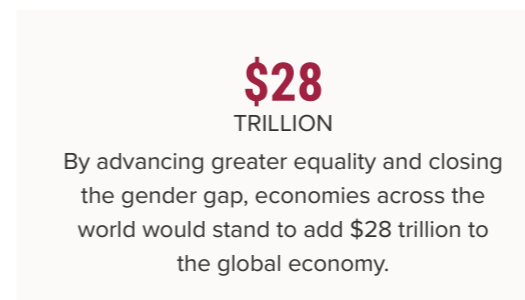 $28
TRILLION
By advancing greater equality and closing
the gender gap, economies across the
world would stand to add $28 trillion to
the global economy.